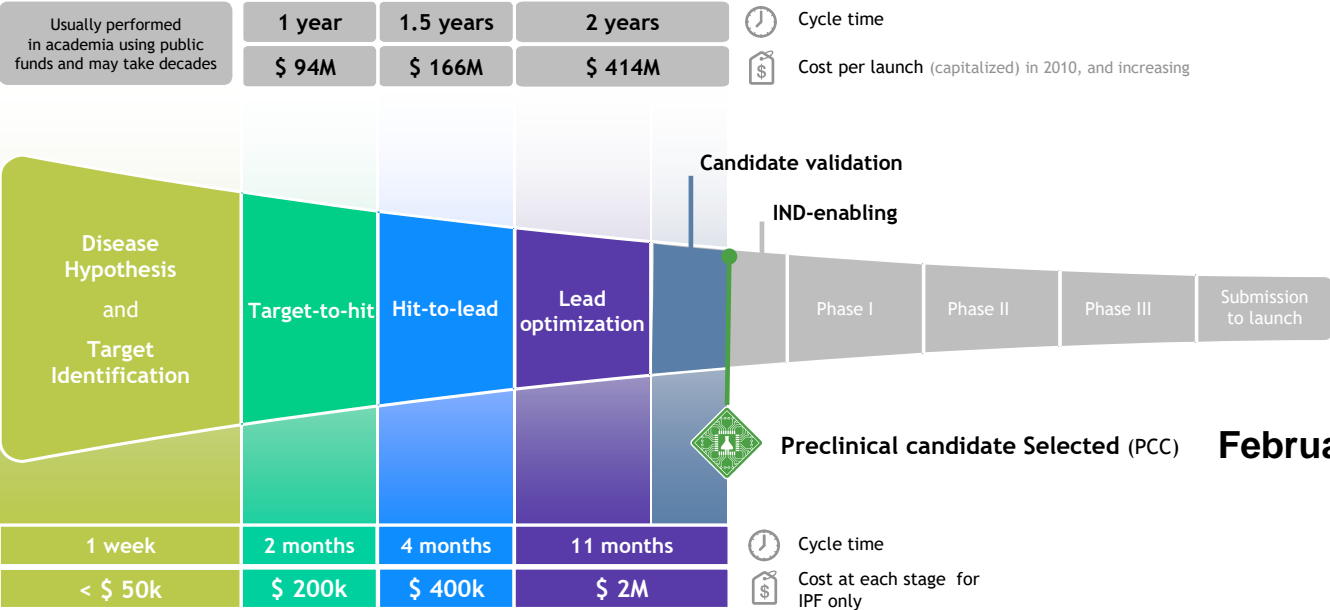 Usually performed
in academia using public
funds and may take decades
1 year
1.5 years
2 years
Cycle time
$ 94M
$ 166M
$ 414M
Cost per launch (capitalized) in 2010, and increasing
Candidate validation
IND-enabling
Disease
Hypothesis
and
Target
Identification
Target-to-hit
Hit-to-lead
Lead
optimization
Phase I
Phase II
Phase III
Submission
to launch
Preclinical candidate Selected (PCC)
1 week
2 months
4 months
11 months
Cycle time
< $ 50k
$ 200k
$ 400k
$ 2M
Cost at each stage for
IPF only